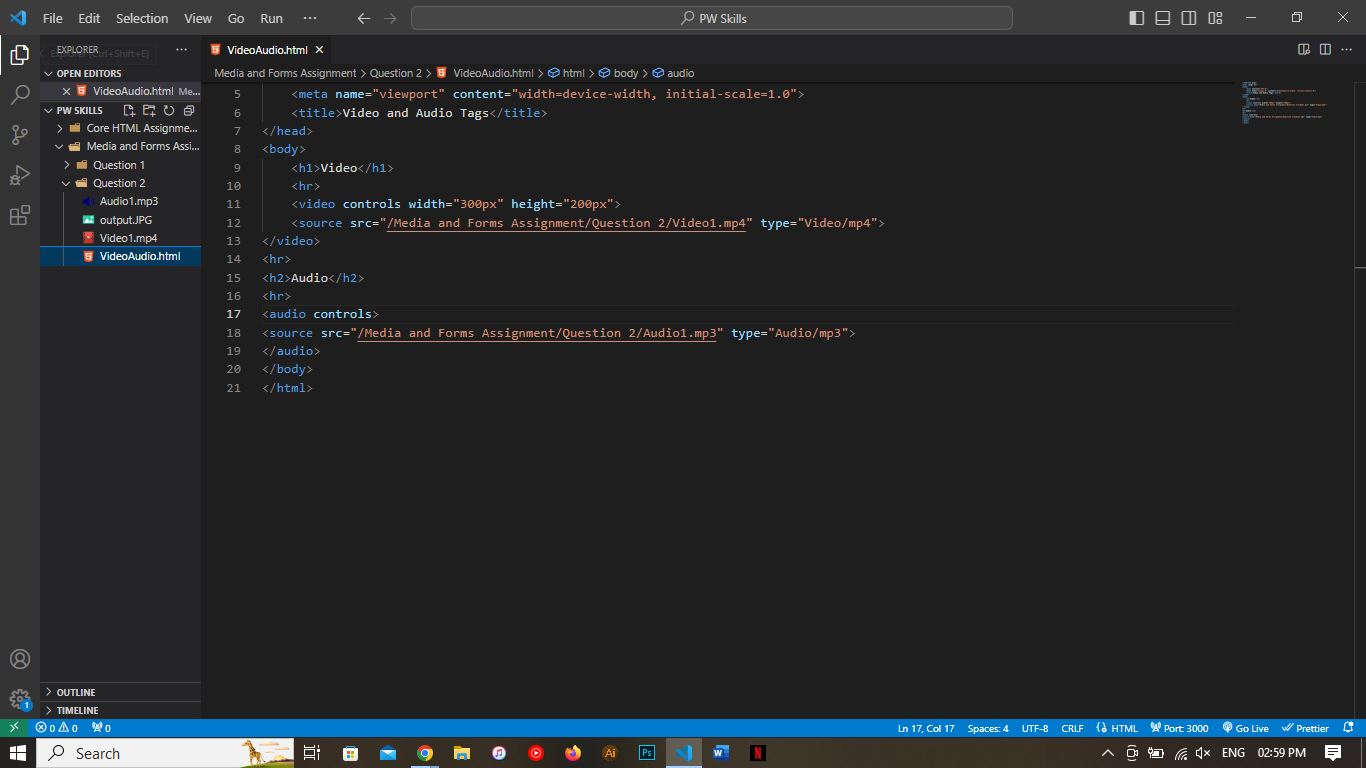 File Edit Selection View Go Run ··· PW Skills
EXPLORER ···
Explorer (Ctrl+Shift+E)
OPEN EDITORS
VideoAudio.html Me...
PW SKILLS
Core HTML Assignme...
Media and Forms Assi...
Question 1
Question 2
Audio1.mp3
output.JPG
Video1.mp4
VideoAudio.html
OUTLINE
TIMELINE
VideoAudio.html
Media and Forms Assignment > Question 2 > VideoAudio.html > html > body > audio
5 <meta name="viewport" content="width=device-width, initial-scale=1.0">
6 <title>Video and Audio Tags</title>
7 </head>
8 <body>
9 <h1>Video</h1>
10 <hr>
11 <video controls width="300px" height="200px">
12 <source src="/Media and Forms Assignment/Question 2/Video1.mp4" type="Video/mp4">
13 </video>
14 <hr>
15 <h2>Audio</h2>
16 <hr>
17 <audio controls>
18 <source src="/Media and Forms Assignment/Question 2/Audio1.mp3" type="Audio/mp3">
19 </audio>
20 </body>
21 </html>
1
0 0 0 Ln 17, Col 17 Spaces: 4 UTF-8 CRLF HTML Port: 3000 Go Live Prettier
Search Ai Ps W N ENG 02:59 PM